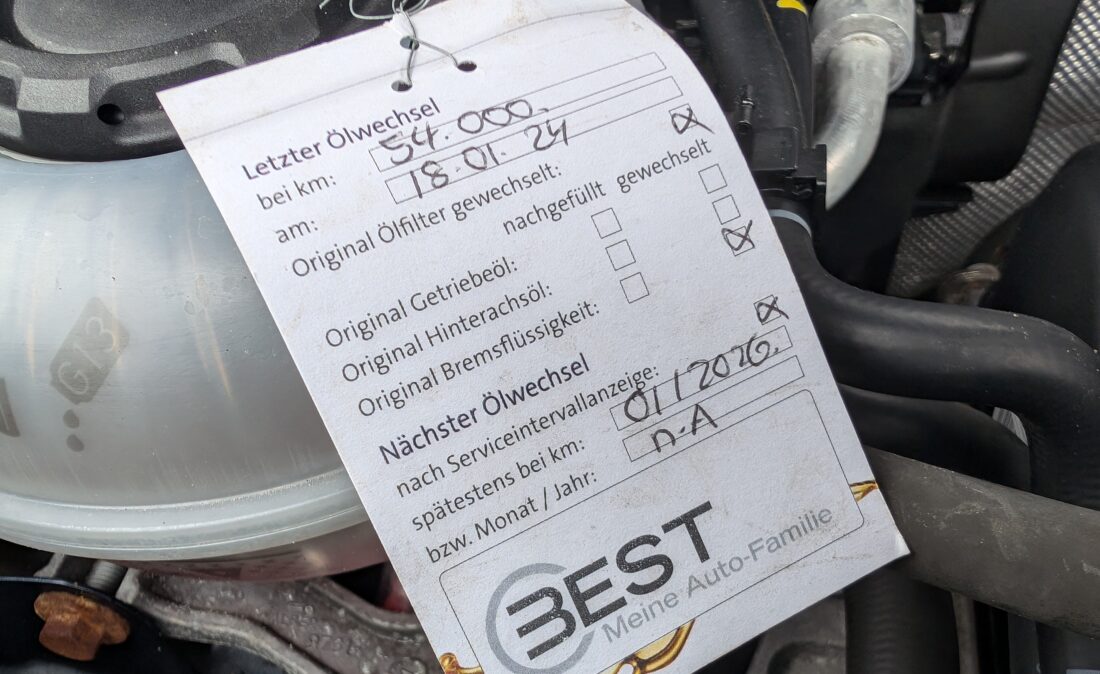 Letzter Ölwechsel
bei km: 54.000.
am: 18.01.24
Original Ölfilter gewechselt: ☒
nachgefüllt gewechselt
Original Getriebeöl: ☐ ☐
Original Hinterachsöl: ☐ ☐
Original Bremsflüssigkeit: ☐ ☒
Nächster Ölwechsel
nach Serviceintervallanzeige: ☒
spätestens bei km: 01/2026.
bzw. Monat / Jahr: n.A
BEST
Meine Auto-Familie
G13